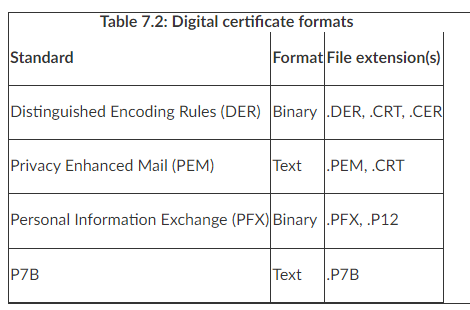 Table 7.2: Digital certificate formats
Standard Format File extension(s)
Distinguished Encoding Rules (DER) Binary .DER, .CRT, .CER
Privacy Enhanced Mail (PEM) Text .PEM, .CRT
Personal Information Exchange (PFX) Binary .PFX, .P12
P7B Text .P7B